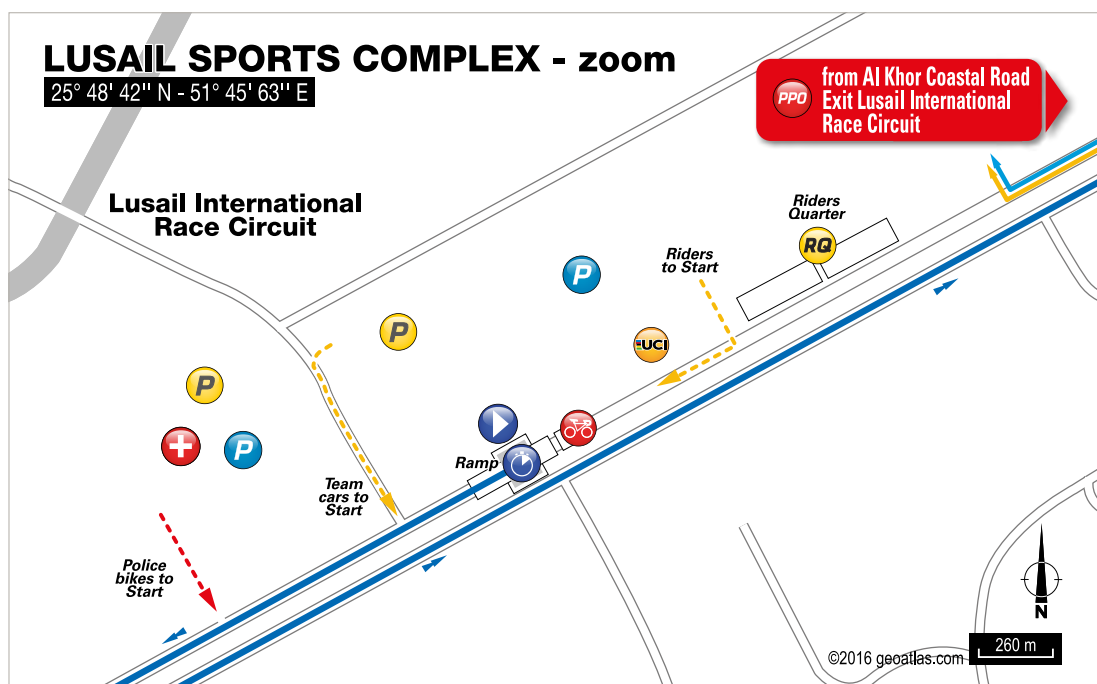 LUSAIL SPORTS COMPLEX - zoom
25° 48' 42'' N - 51° 45' 63'' E
PPO
from Al Khor Coastal Road
Exit Lusail International
Race Circuit
Lusail International
Race Circuit
Riders
Quarter
RQ
Riders
to Start
P
P
UCI
P
P
Ramp
Team
cars to
Start
Police
bikes to
Start
N
260 m
©2016 geoatlas.com